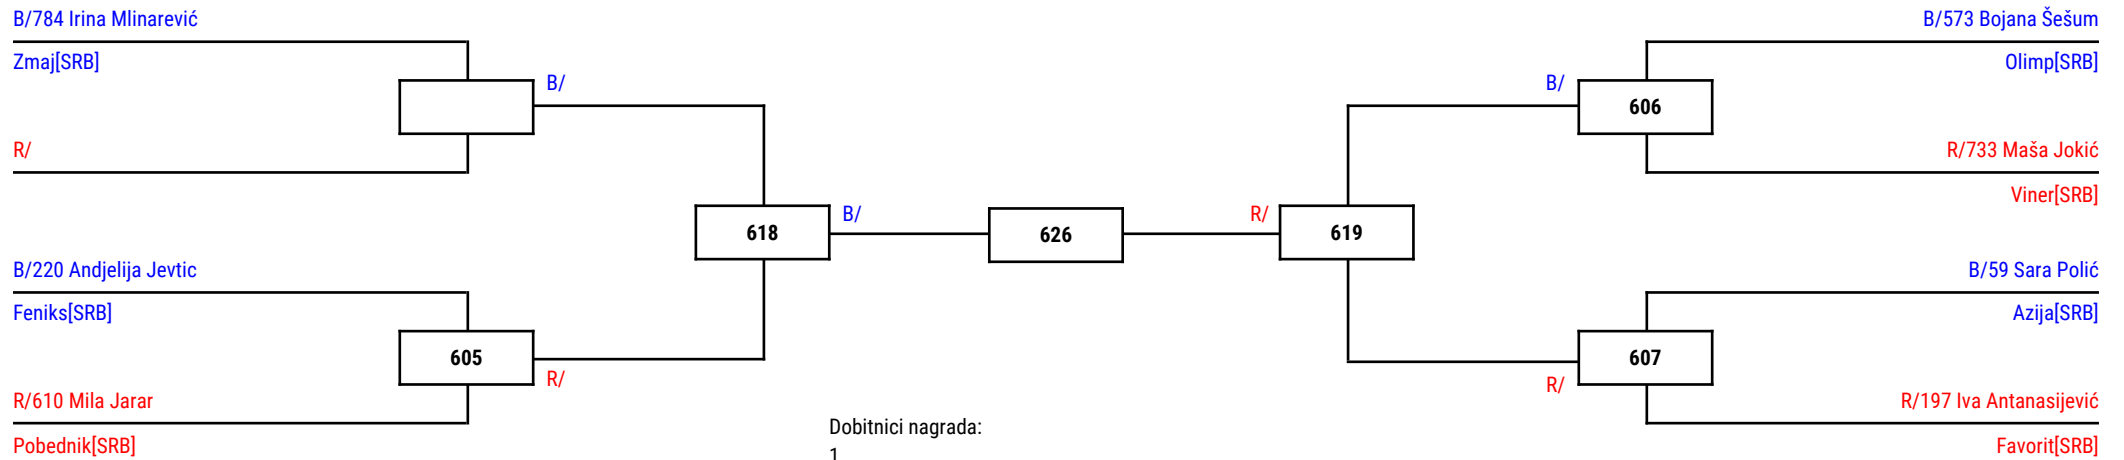 B/784 Irina Mlinarević
Zmaj[SRB]
B/
R/
618
B/
B/220 Andjelija Jevtic
Feniks[SRB]
605
R/
R/610 Mila Jarar
Pobednik[SRB]
626
B/573 Bojana Šešum
Olimp[SRB]
B/
606
R/733 Maša Jokić
Viner[SRB]
R/
619
B/59 Sara Polić
Azija[SRB]
607
R/
R/197 Iva Antanasijević
Favorit[SRB]
Dobitnici nagrada:
1